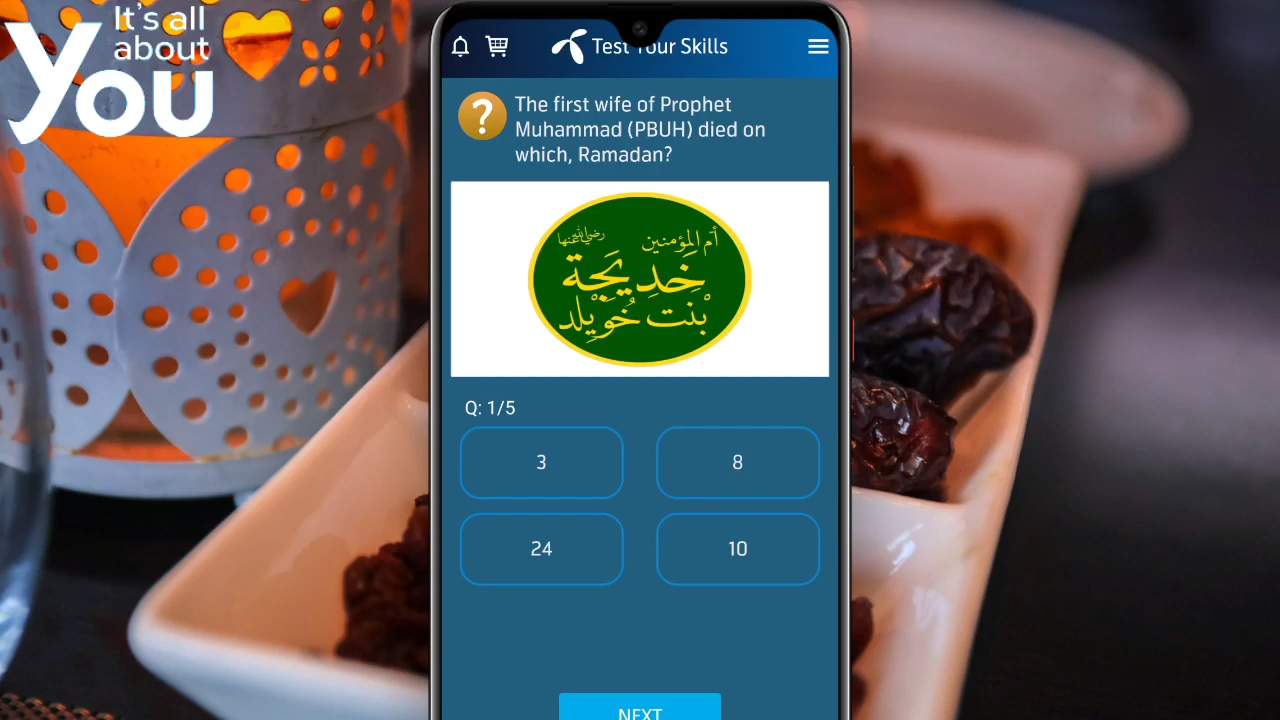 It's all
about
You
Test Your Skills
?
The first wife of Prophet
Muhammad (PBUH) died on
which, Ramadan?
أم المؤمنين
رضي الله عنها
خديجة
بنت خويلد
Q: 1/5
3
8
24
10
NEXT